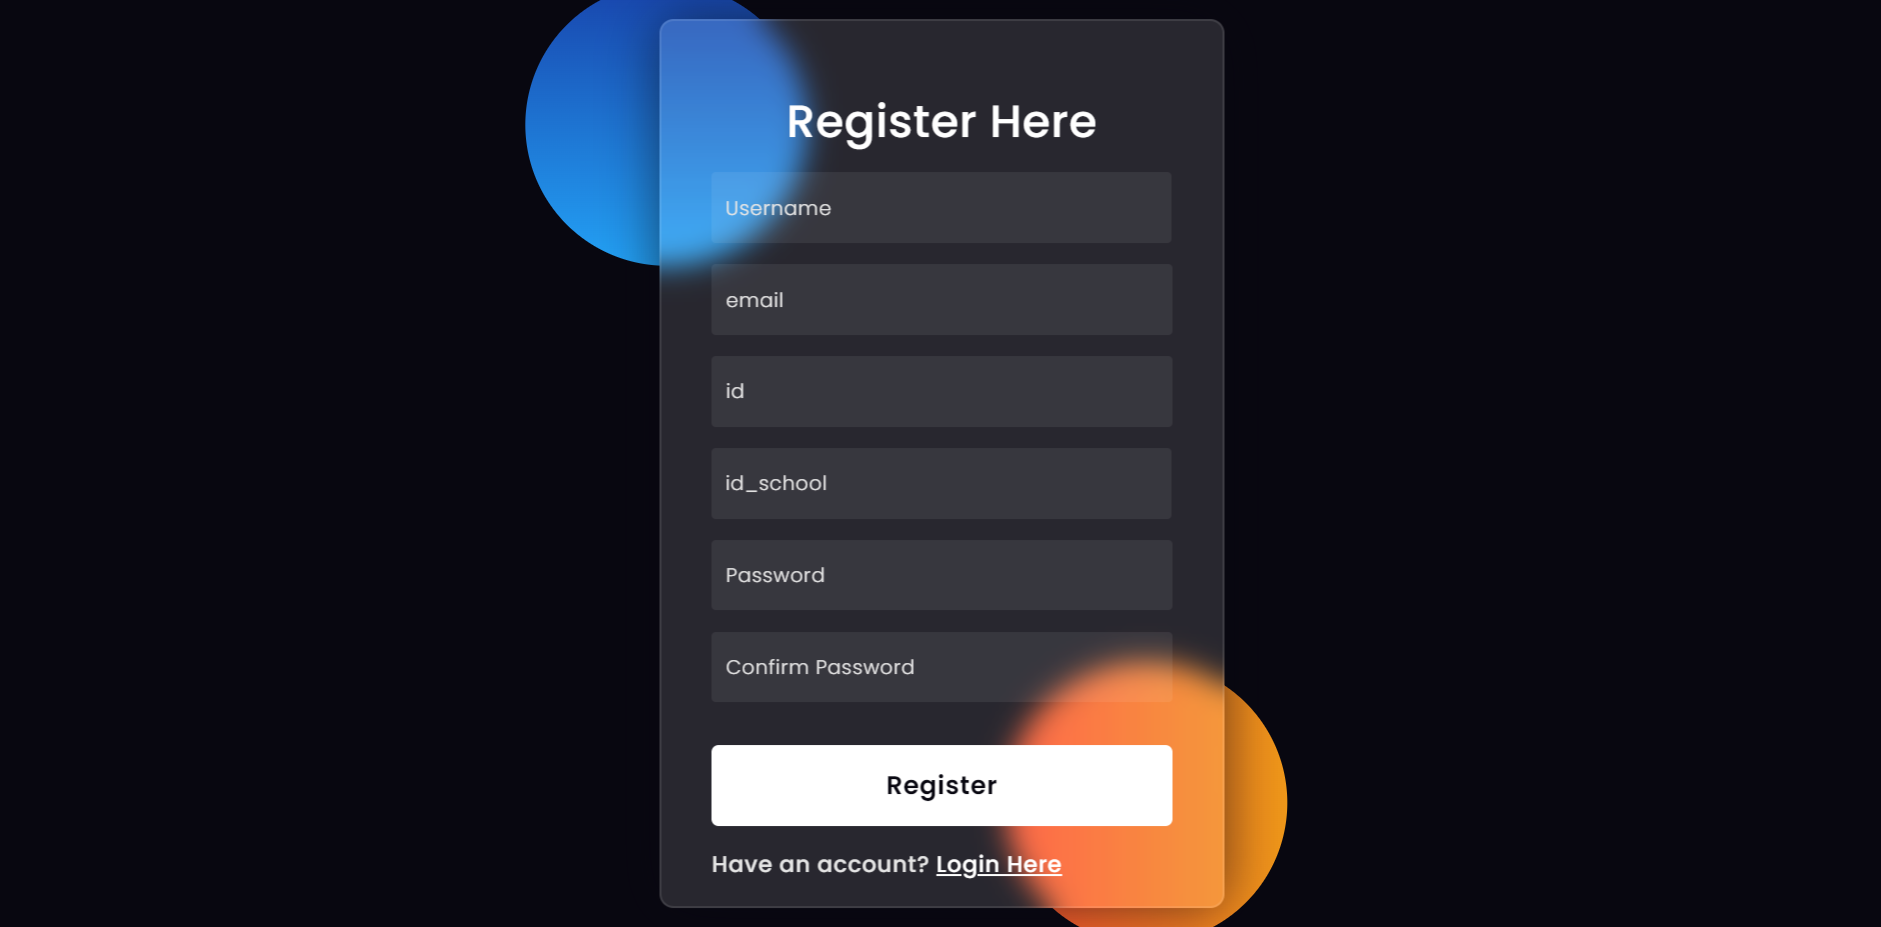 Register Here
Username
email
id
id_school
Password
Confirm Password
Register
Have an account? Login Here